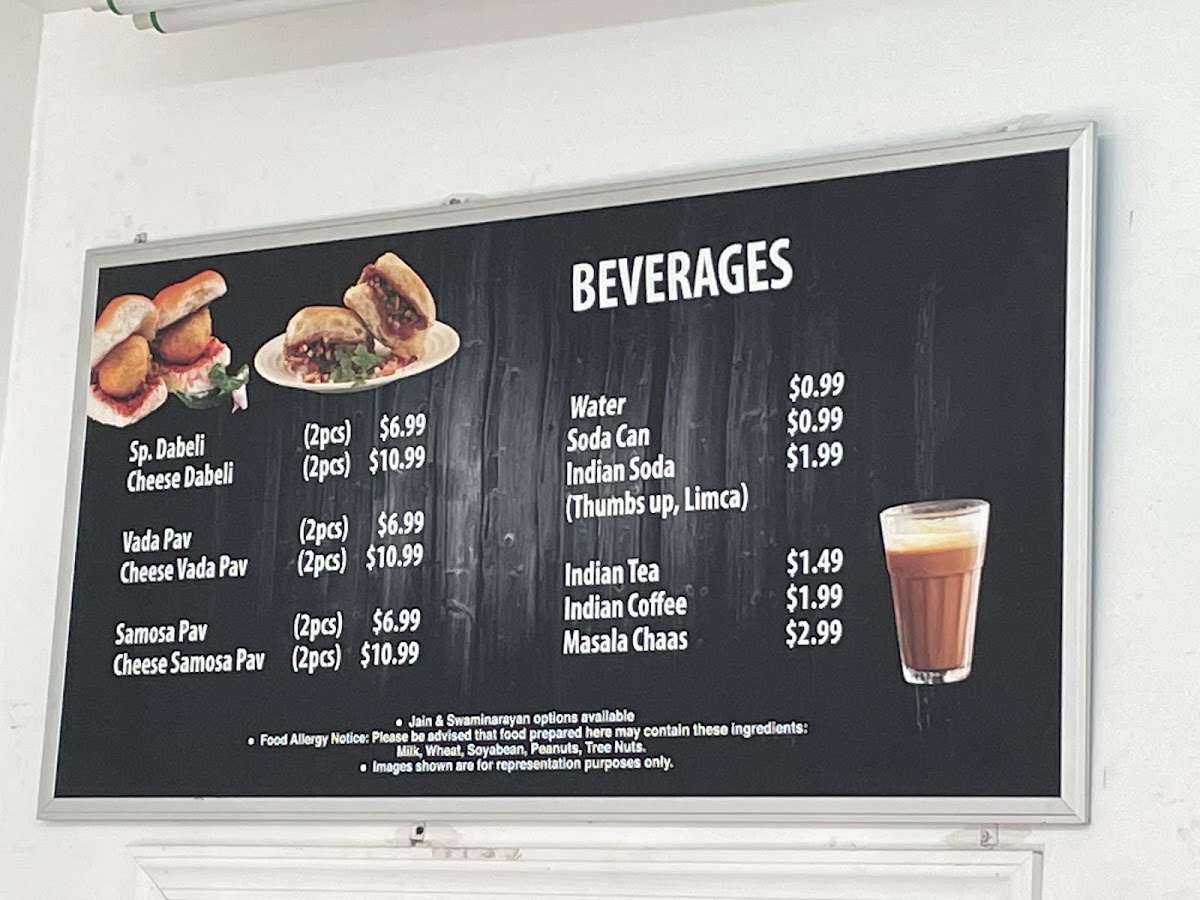 Sp. Dabeli (2pcs) $6.99
Cheese Dabeli (2pcs) $10.99
Vada Pav (2pcs) $6.99
Cheese Vada Pav (2pcs) $10.99
Samosa Pav (2pcs) $6.99
Cheese Samosa Pav (2pcs) $10.99
BEVERAGES
Water $0.99
Soda Can $0.99
Indian Soda $1.99
(Thumbs up, Limca)
Indian Tea $1.49
Indian Coffee $1.99
Masala Chaas $2.99
• Jain & Swaminarayan options available
• Food Allergy Notice: Please be advised that food prepared here may contain these ingredients:
Milk, Wheat, Soyabean, Peanuts, Tree Nuts.
• Images shown are for representation purposes only.